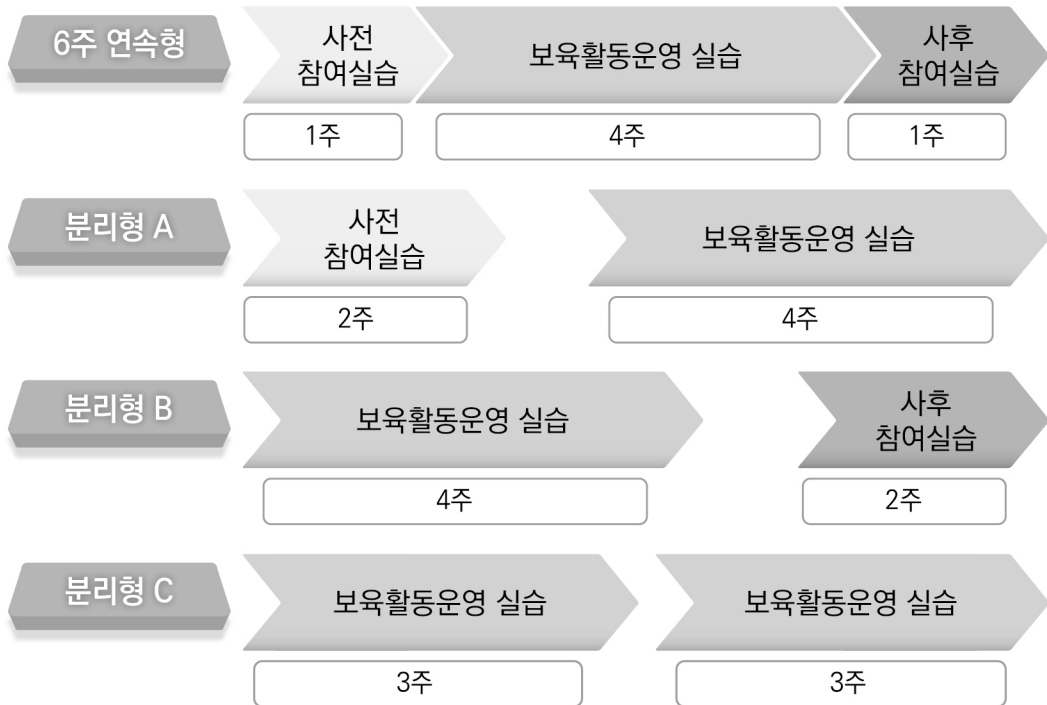 6주 연속형
사전
참여실습
보육활동운영 실습
사후
참여실습
1주
4주
1주
분리형 A
사전
참여실습
보육활동운영 실습
2주
4주
분리형 B
보육활동운영 실습
사후
참여실습
4주
2주
분리형 C
보육활동운영 실습
보육활동운영 실습
3주
3주